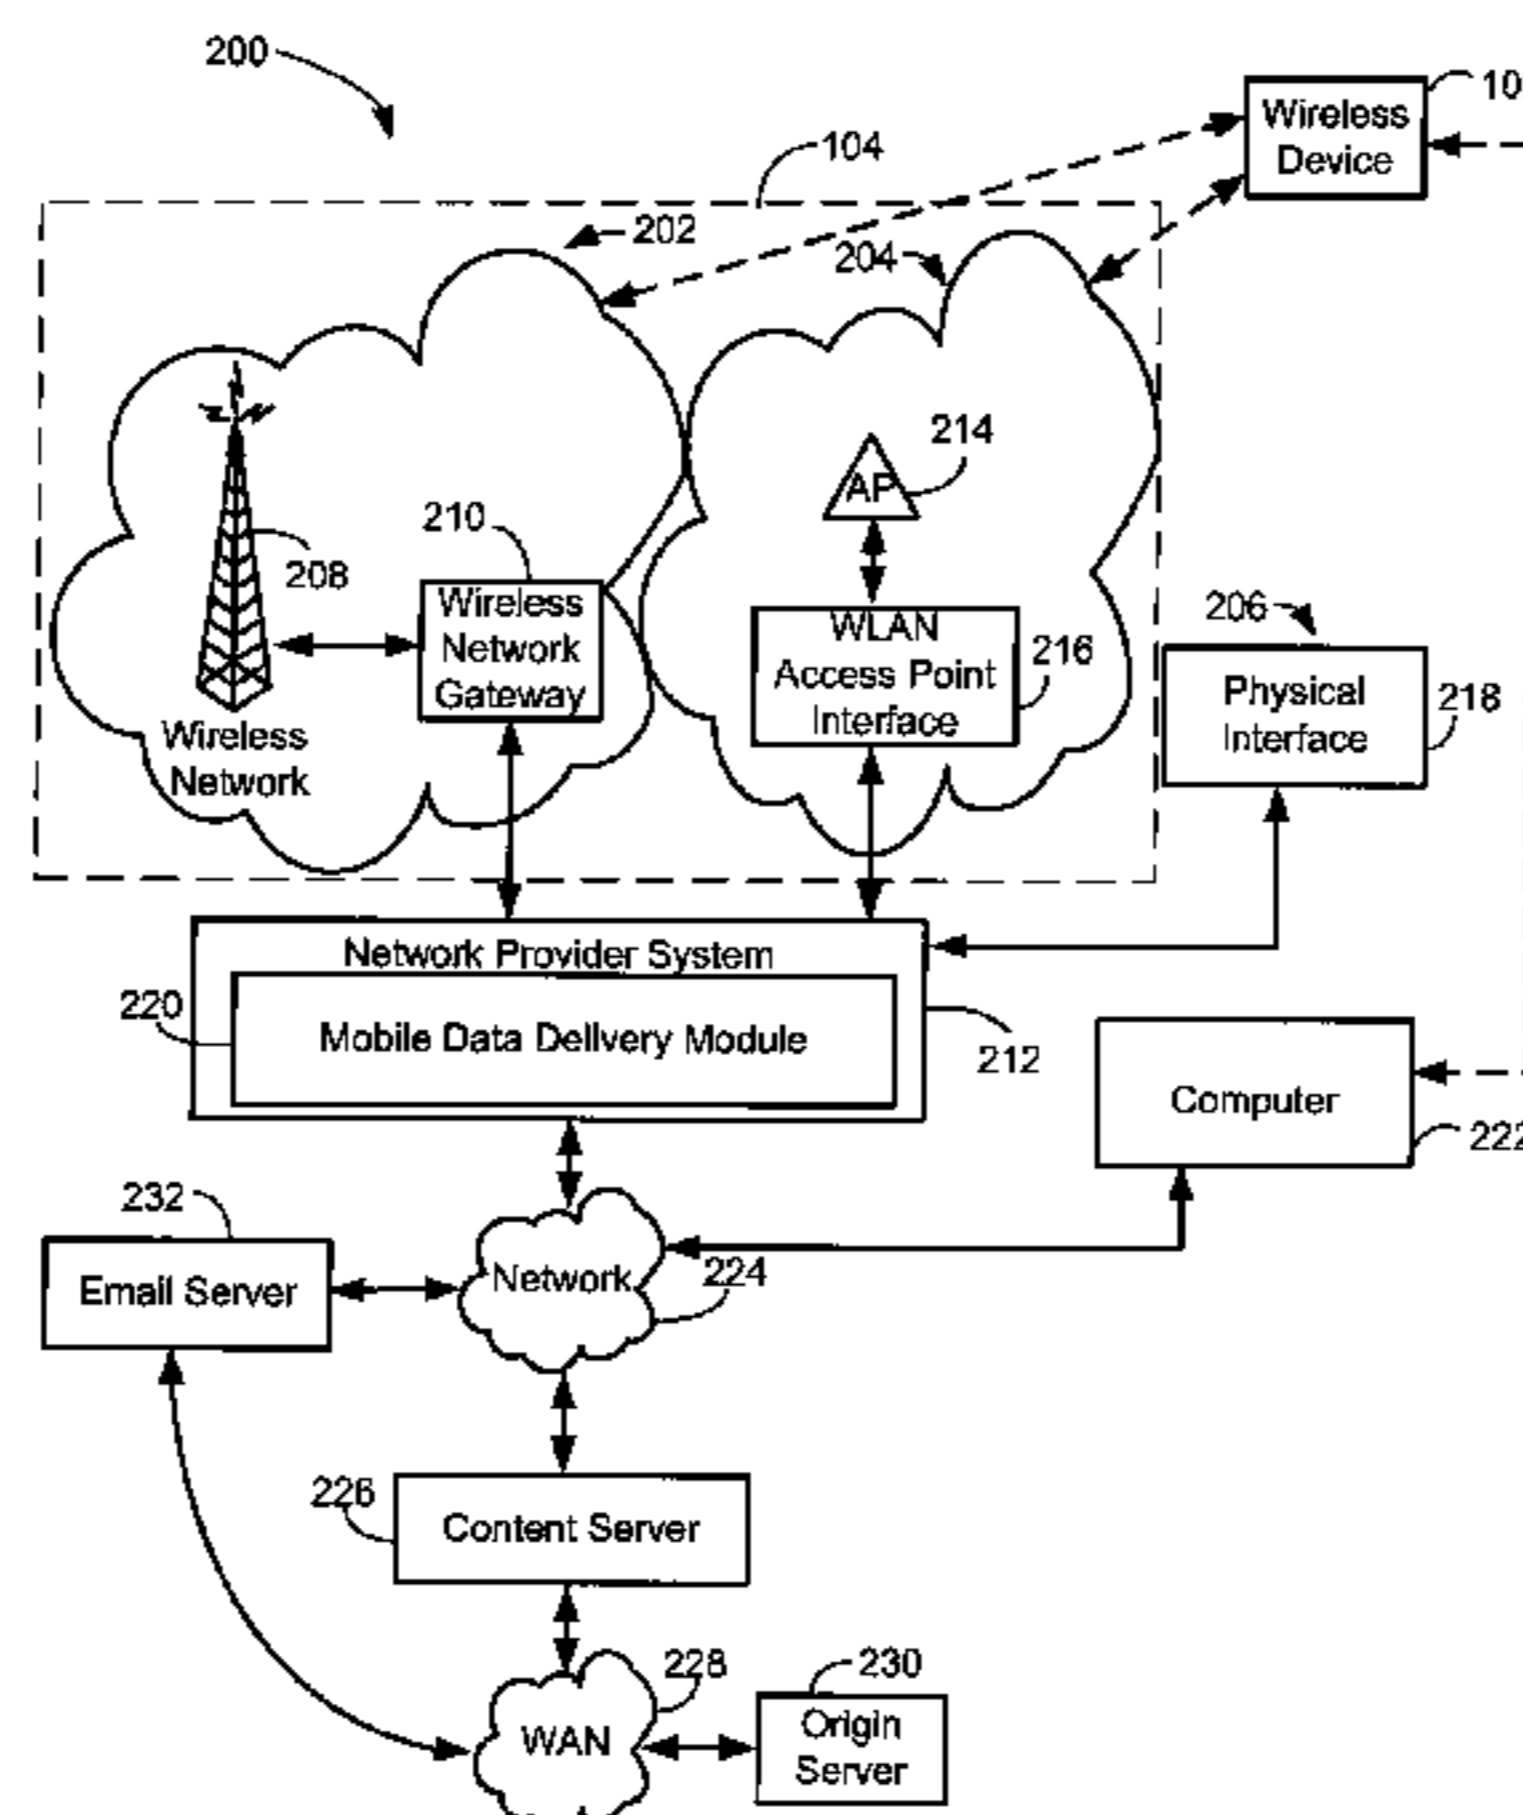 200
10
Wireless
Device
104
202
204
214
AP
210
208
Wireless
Network
Gateway
WLAN
Access Point
Interface
216
206
Physical
Interface
218
Wireless
Network
Network Provider System
220
Mobile Data Delivery Module
212
Computer
222
232
Email Server
Network
224
226
Content Server
228
230
WAN
Origin
Server